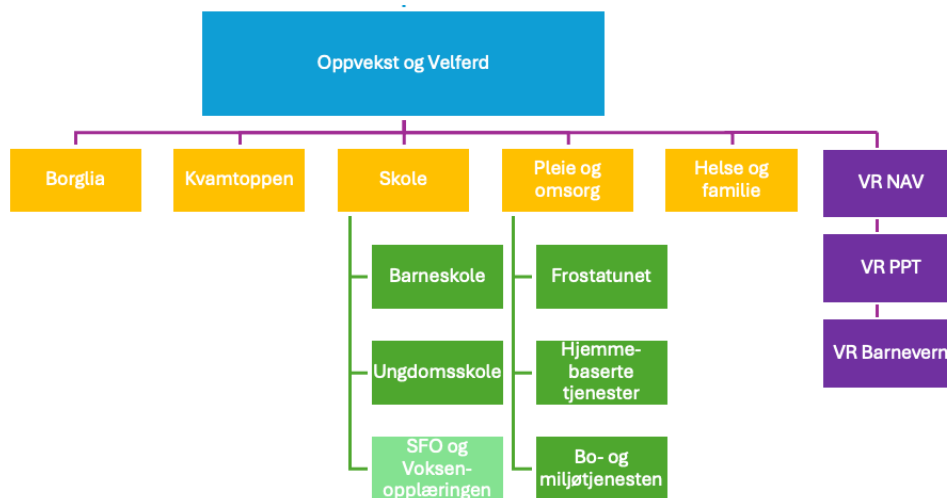 Oppvekst og Velferd
Borglia
Kvamtoppen
Skole
Pleie og
omsorg
Helse og
familie
VR NAV
Barneskole
Frostatunet
VR PPT
Ungdomsskole
Hjemme-
baserte
tjenester
VR Barnevern
SFO og
Voksen-
opplæringen
Bo- og
miljøtjenesten